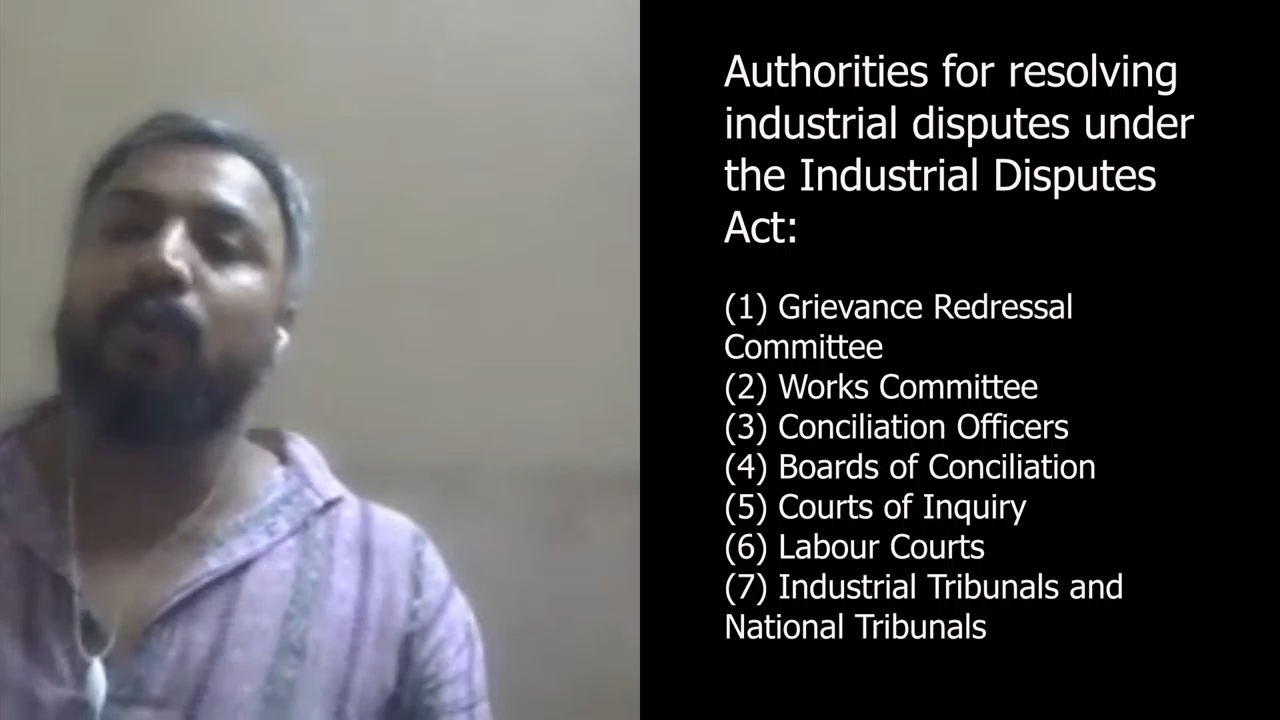 Authorities for resolving
industrial disputes under
the Industrial Disputes
Act:
(1) Grievance Redressal
Committee
(2) Works Committee
(3) Conciliation Officers
(4) Boards of Conciliation
(5) Courts of Inquiry
(6) Labour Courts
(7) Industrial Tribunals and
National Tribunals